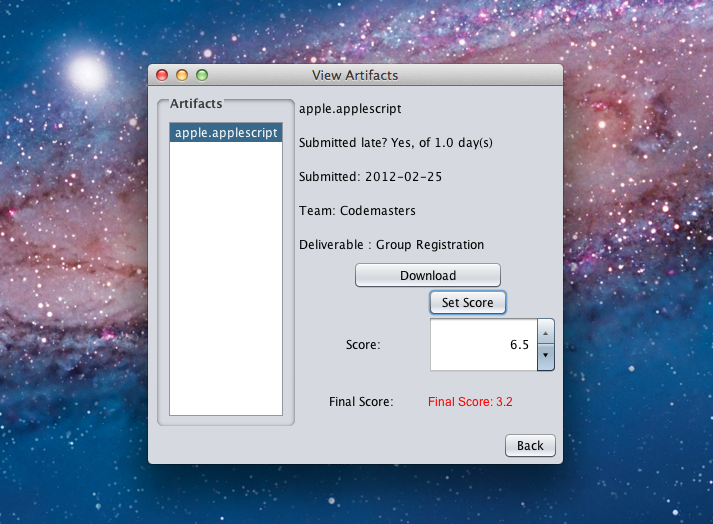 View Artifacts
Artifacts
apple.applescript
apple.applescript
Submitted late? Yes, of 1.0 day(s)
Submitted: 2012-02-25
Team: Codemasters
Deliverable : Group Registration
Download
Set Score
Score: 6.5
Final Score: Final Score: 3.2
Back